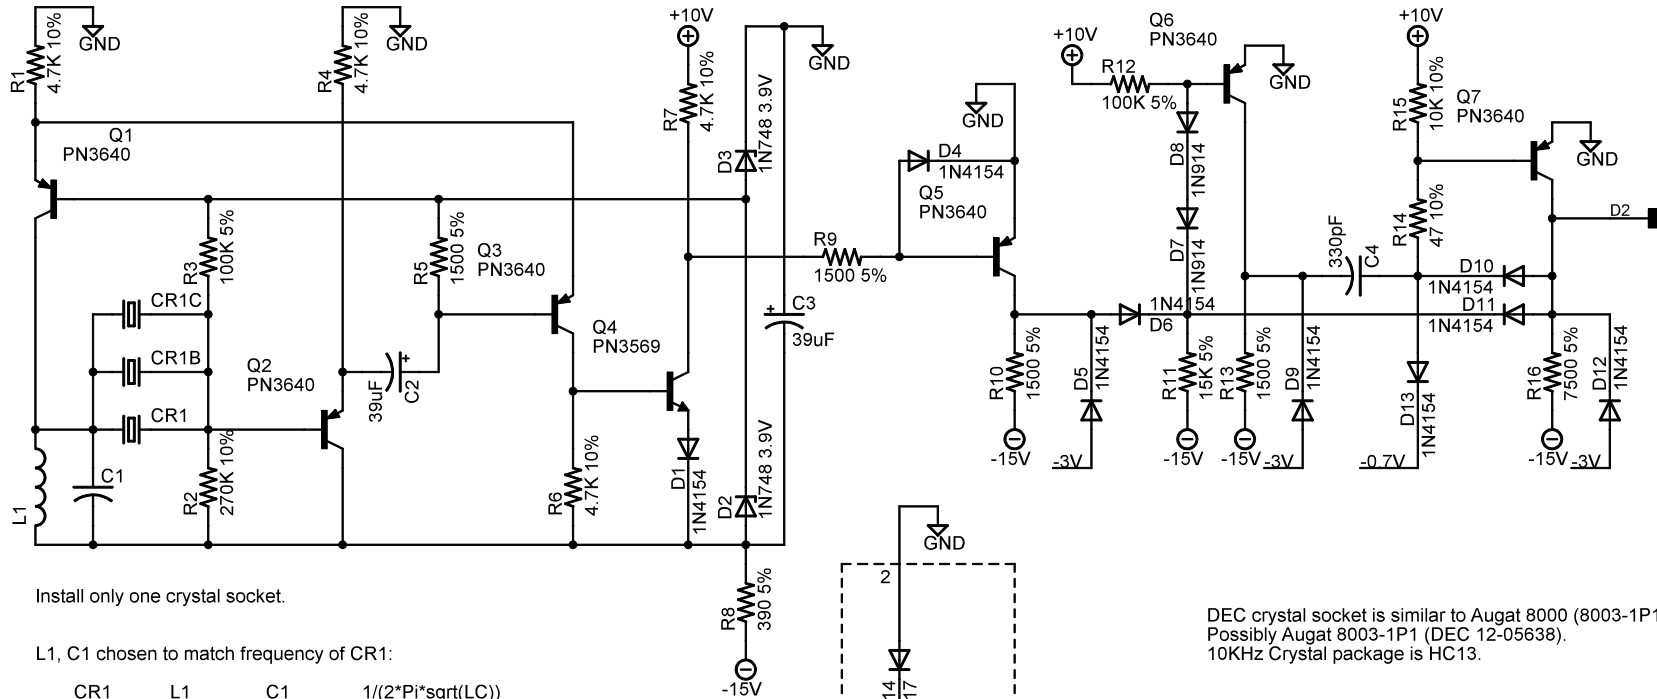 GND
R1
4.7K 10%
GND
R4
4.7K 10%
+10V
R7
4.7K 10%
GND
D3
1N748 3.9V
Q1
PN3640
R3
100K 5%
R5
1500 5%
Q3
PN3640
CR1C
CR1B
CR1
Q2
PN3640
39uF
+
C2
Q4
PN3569
+
C3
39uF
C1
L1
R2
270K 10%
R6
4.7K 10%
D1
1N4154
D2
1N748 3.9V
R8
390 5%
-15V
R9
1500 5%
GND
D4
1N4154
Q5
PN3640
R10
1500 5%
-15V
D5
1N4154
-3V
1N4154
D6
+10V
R12
100K 5%
Q6
PN3640
GND
D8
1N914
D7
1N914
R11
15K 5%
-15V
R13
1500 5%
-15V
D9
1N4154
-3V
330pF
C4
+10V
R15
10K 10%
R14
47 10%
Q7
PN3640
GND
D2
D10
1N4154
D11
1N4154
D13
1N4154
-0.7V
R16
7500 5%
-15V
D12
1N4154
-3V
GND
2
14
17
Install only one crystal socket.
L1, C1 chosen to match frequency of CR1:
CR1 L1 C1 1/(2*Pi*sqrt(LC))
DEC crystal socket is similar to Augat 8000 (8003-1P1
Possibly Augat 8003-1P1 (DEC 12-05638).
10KHz Crystal package is HC13.